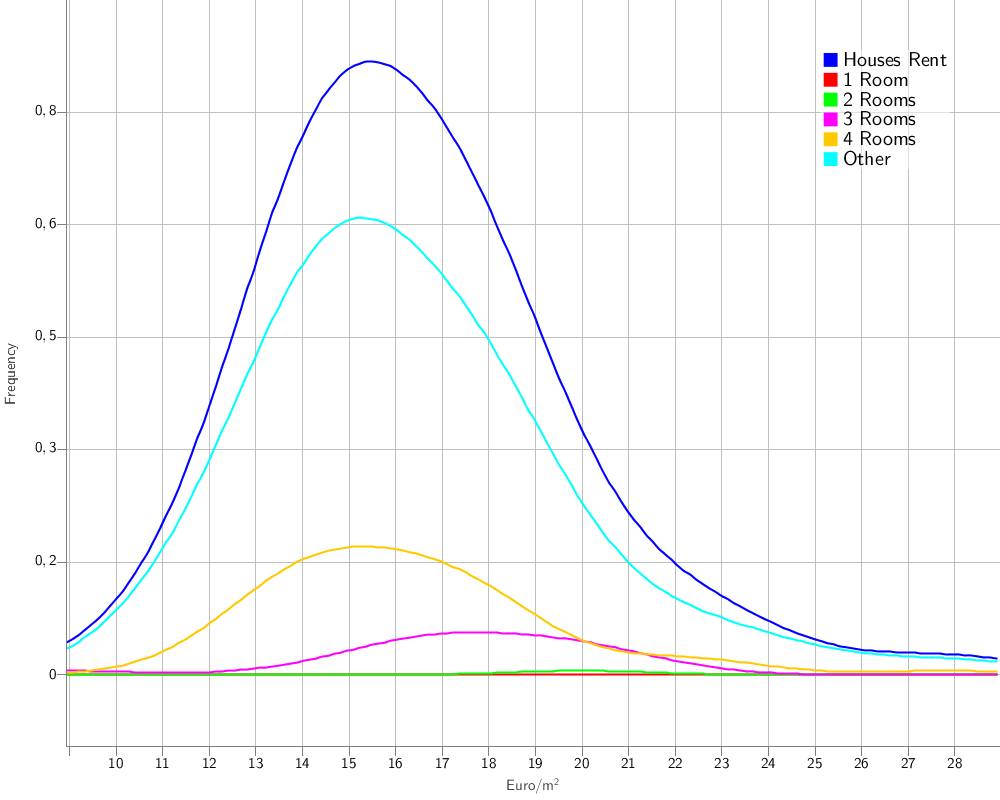 Houses Rent
1 Room
2 Rooms
3 Rooms
4 Rooms
Other
0, 8
0, 6
0, 5
0, 3
0, 2
0
Frequency
10 11 12 13 14 15 16 17 18 19 20 21 22 23 24 25 26 27 28
Euro/m²